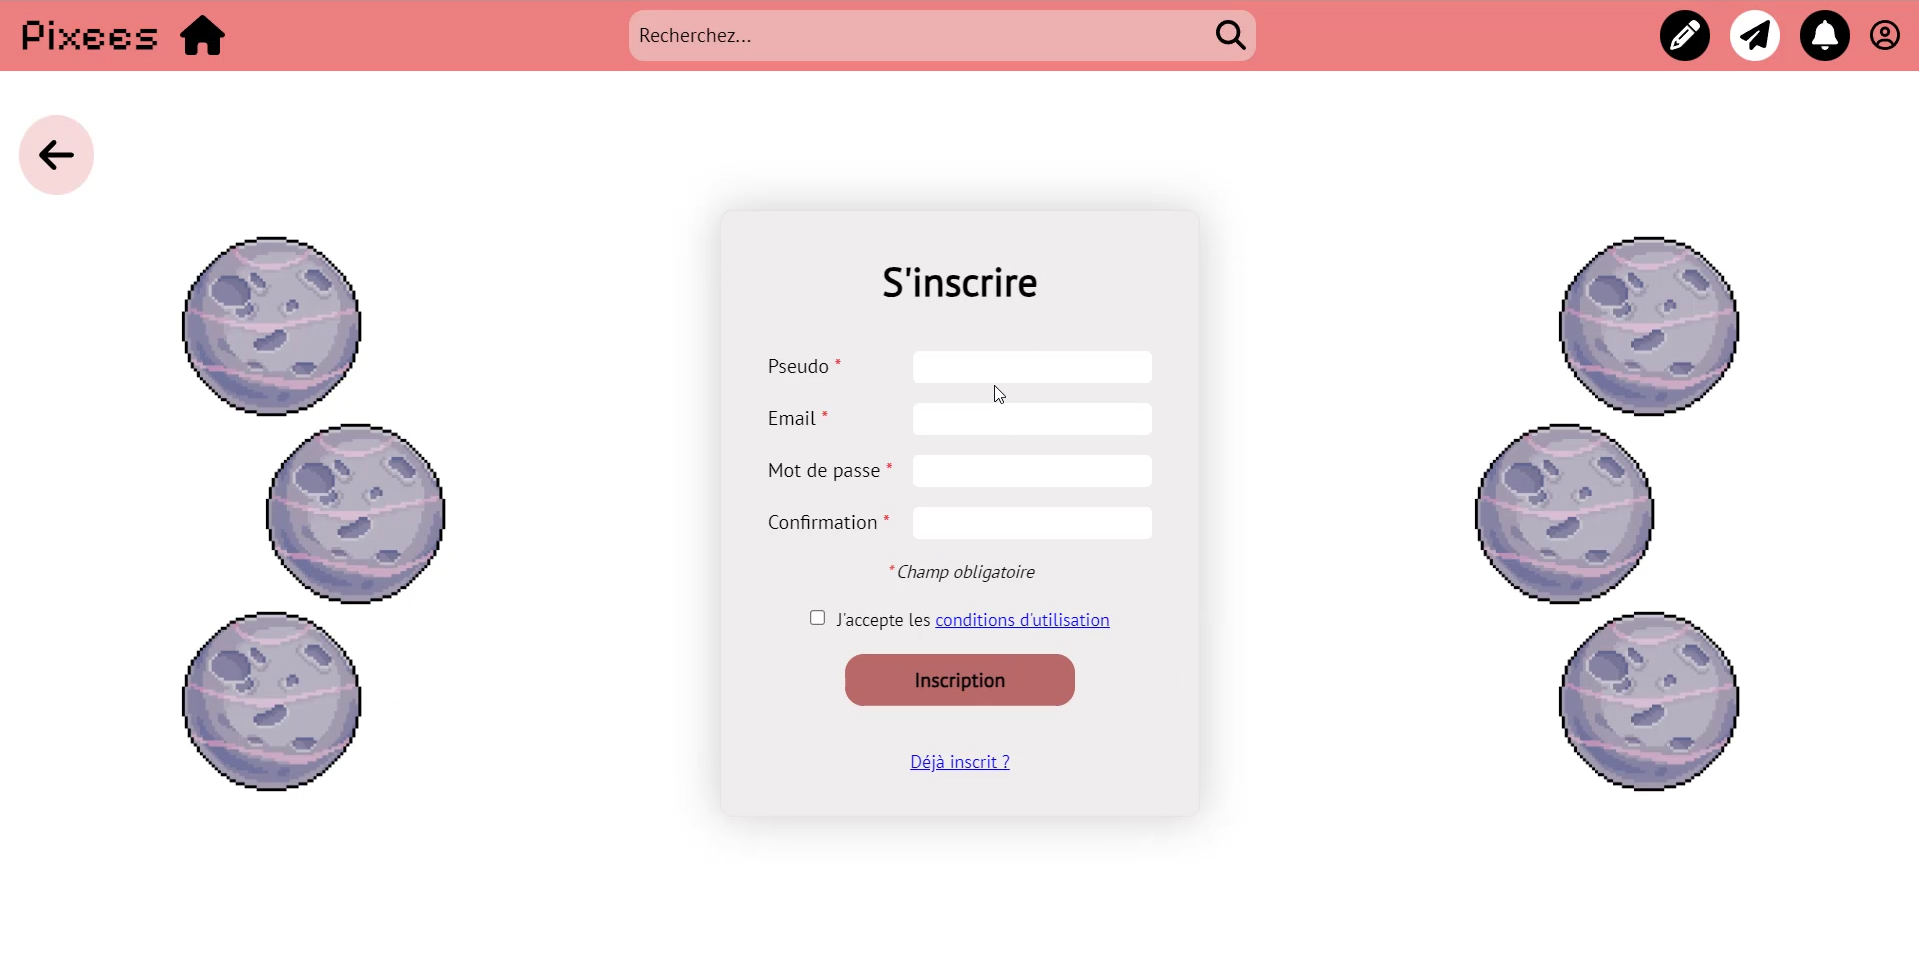 Pixees
Recherchez...
S'inscrire
Pseudo *
Email *
Mot de passe *
Confirmation *
* Champ obligatoire
J'accepte les conditions d'utilisation
Inscription
Déjà inscrit ?